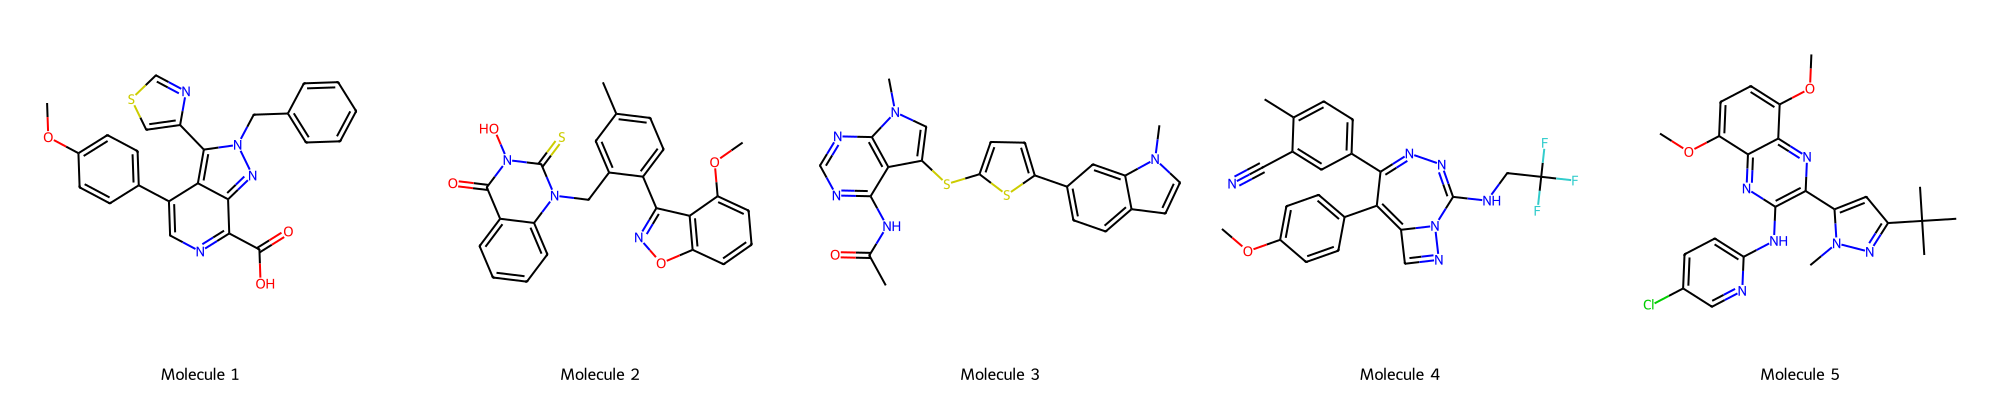 S N N N O N O OH
HO N S O N N O O
N N N N S S N O NH
N N N N N NH F F F O
O O N N N N NH N Cl
Molecule 1 Molecule 2 Molecule 3 Molecule 4 Molecule 5